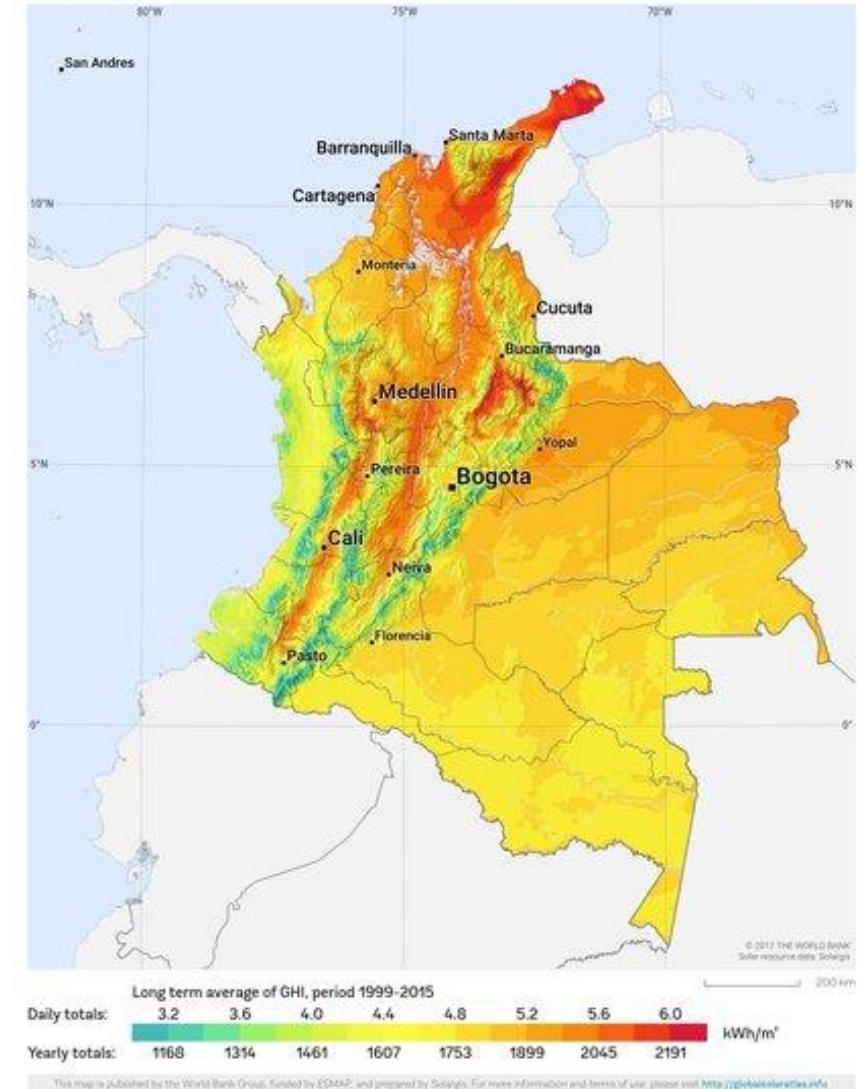 80°W 75°W 70°W
San Andres
Santa Marta
Barranquilla
Cartagena
10°N 10°N
Monteria
Cucuta
Bucaramanga
Medellin
Yopal
5°N 5°N
Pereira
Bogota
Cali
Neiva
Florencia
Pasto
0° 0°
© 2017 THE WORLD BANK
Solar resource data: Solargis
200 km
Long term average of GHI, period 1999-2015
Daily totals: 3.2 3.6 4.0 4.4 4.8 5.2 5.6 6.0
kWh/m²
Yearly totals: 1168 1314 1461 1607 1753 1899 2045 2191
This map is published by the World Bank Group, funded by ESMAP, and prepared by Solargis. For more information and terms of use, please visit http://globalsolaratlas.info